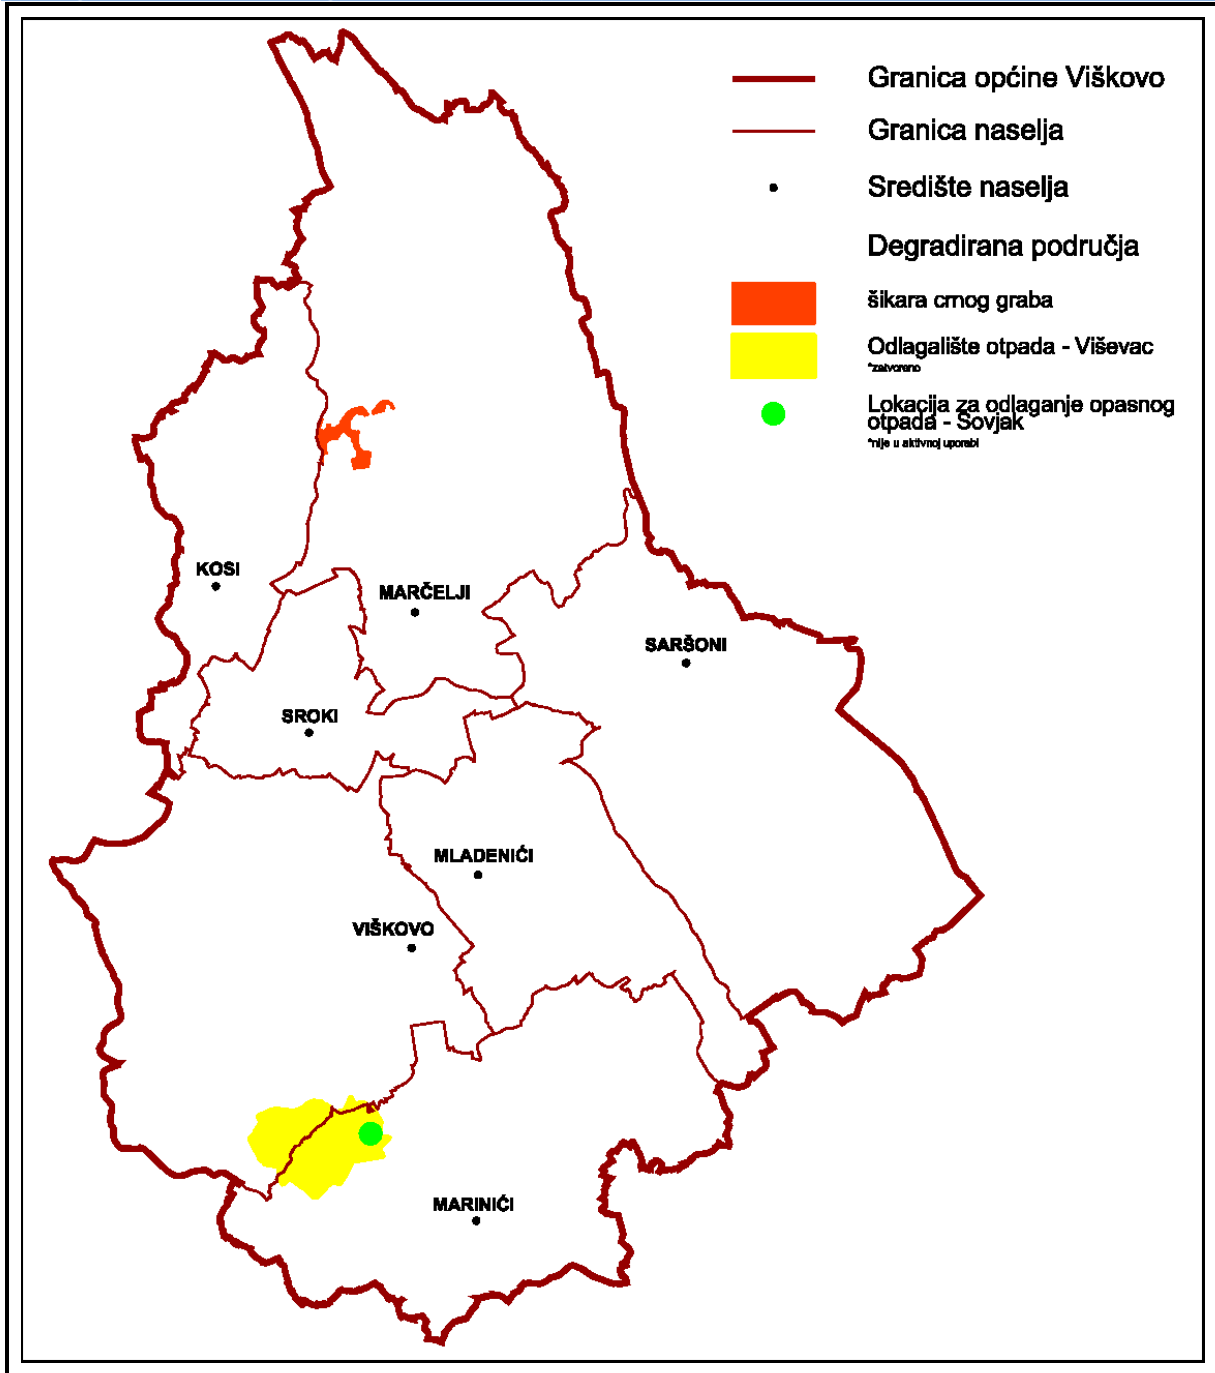 Granica općine Viškovo
Granica naselja
Središte naselja
Degradirana područja
šikara crnog graba
Odlagalište otpada - Viševac
*zatvoreno
Lokacija za odlaganje opasnog
otpada - Sovjak
*nije u aktivnoj uporabi
KOSI
MARČELJI
SARŠONI
SROKI
MLADENIĆI
VIŠKOVO
MARINIĆI